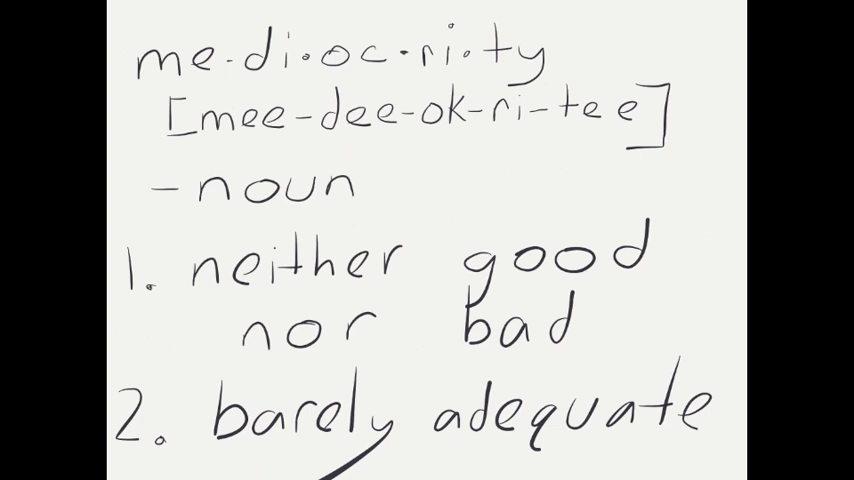 me·di·oc·ri·ty
[mee-dee-ok-ri-tee]
-noun
1. neither good
nor bad
2. barely adequate